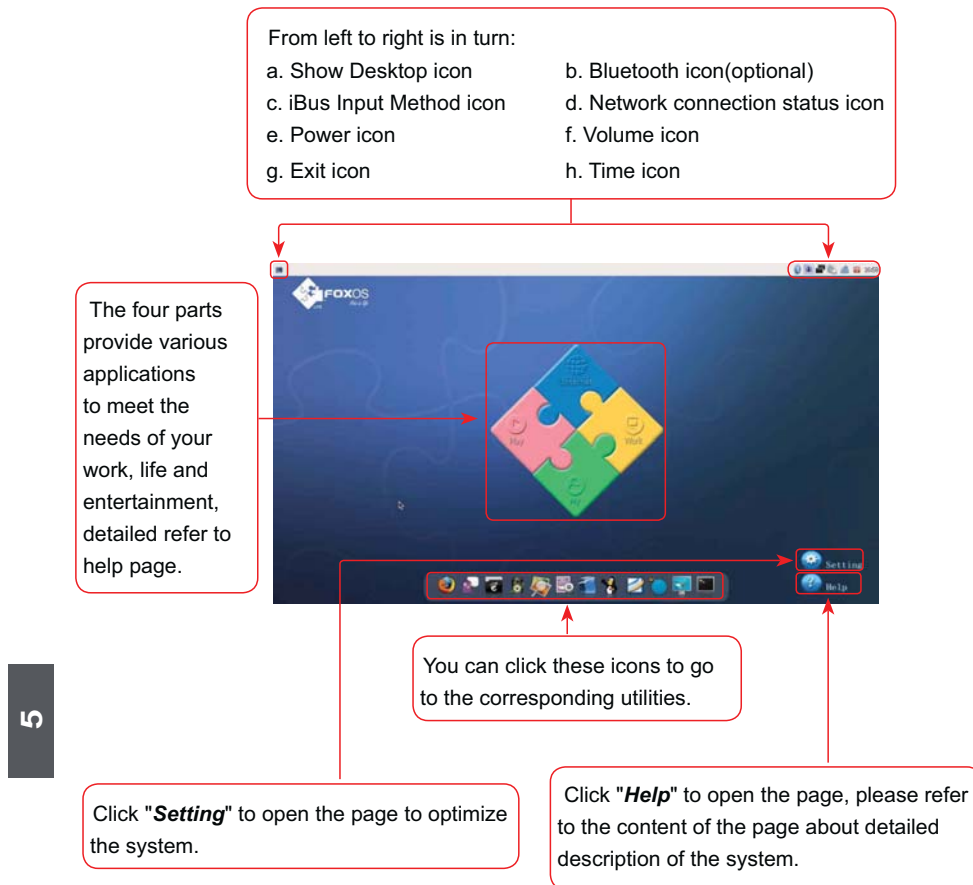 From left to right is in turn:
a. Show Desktop icon b. Bluetooth icon(optional)
c. iBus Input Method icon d. Network connection status icon
e. Power icon f. Volume icon
g. Exit icon h. Time icon
FOXOS
The four parts
provide various
applications
to meet the
needs of your
work, life and
entertainment,
detailed refer to
help page.
Internet
Play
Work
My
Setting
Help
You can click these icons to go
to the corresponding utilities.
5
Click "Setting" to open the page to optimize
the system.
Click "Help" to open the page, please refer
to the content of the page about detailed
description of the system.